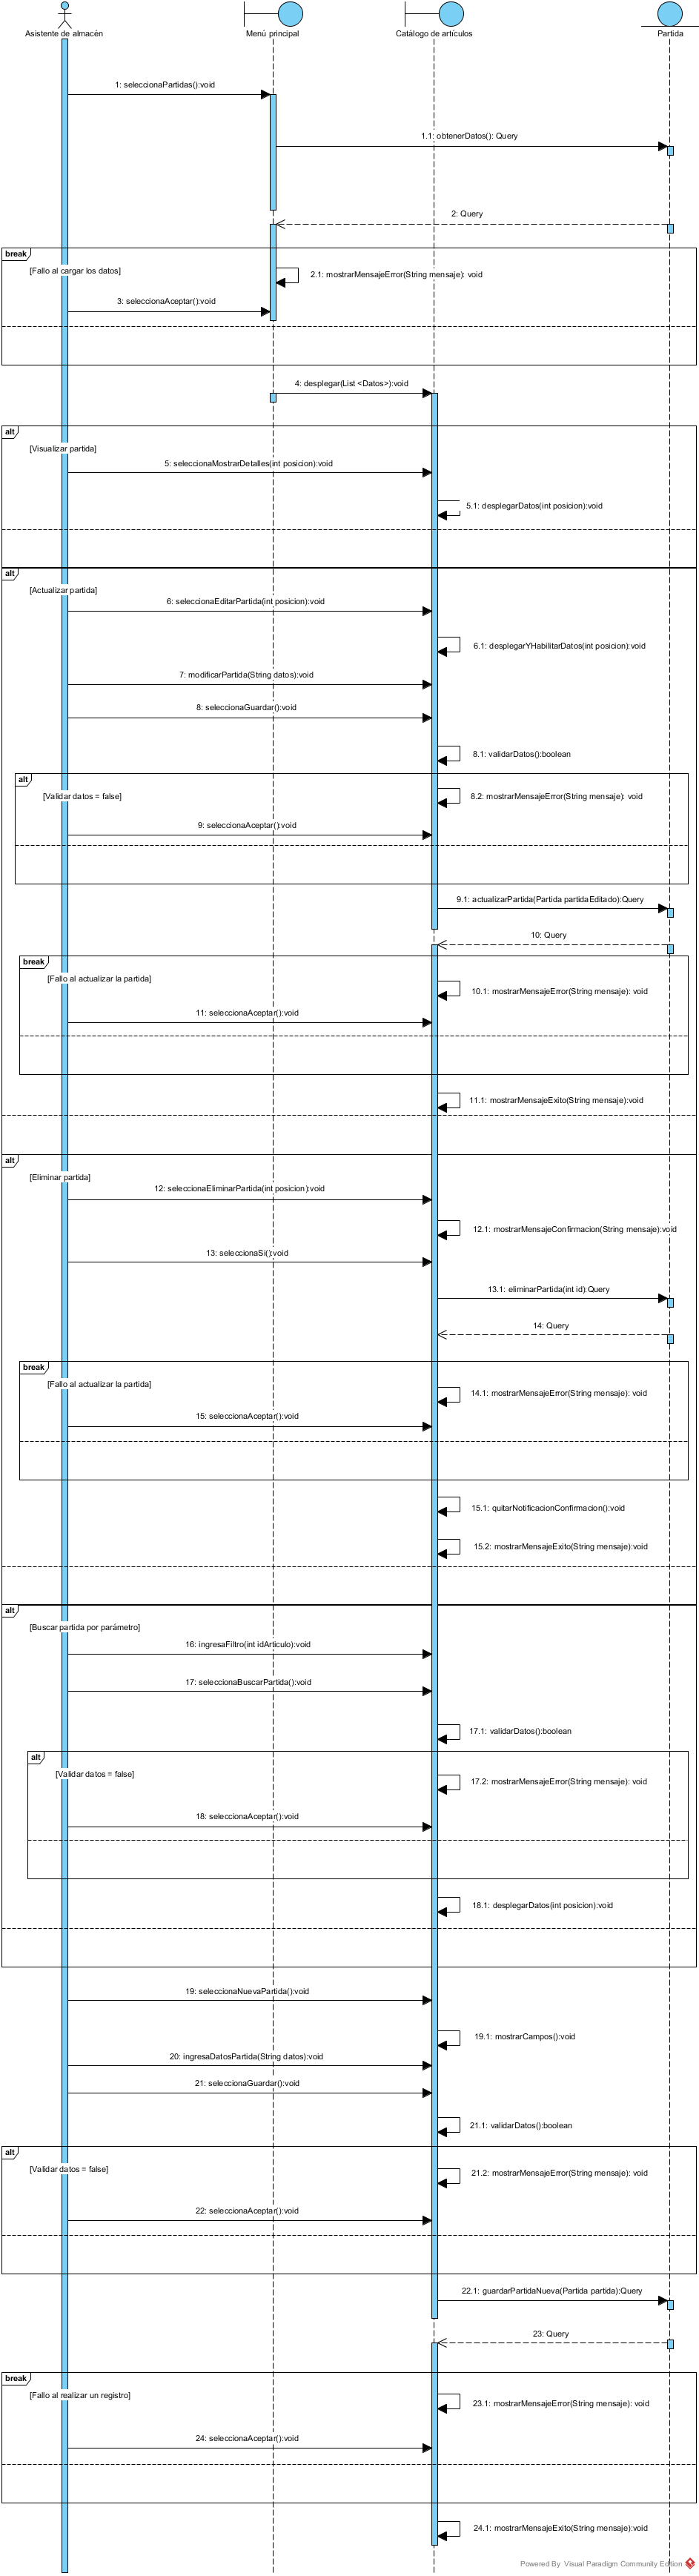 Asistente de almacén
Menú principal
Catálogo de artículos
Partida
1: seleccionaPartidas():void
1.1: obtenerDatos(): Query
2: Query
break
[Fallo al cargar los datos]
2.1: mostrarMensajeError(String mensaje): void
3: seleccionaAceptar():void
4: desplegar(List <Datos>):void
alt
[Visualizar partida]
5: seleccionaMostrarDetalles(int posicion):void
5.1: desplegarDatos(int posicion):void
alt
[Actualizar partida]
6: seleccionaEditarPartida(int posicion):void
6.1: desplegarYHabilitarDatos(int posicion):void
7: modificarPartida(String datos):void
8: seleccionaGuardar():void
8.1: validarDatos():boolean
alt
[Validar datos = false]
8.2: mostrarMensajeError(String mensaje): void
9: seleccionaAceptar():void
9.1: actualizarPartida(Partida partidaEditado):Query
10: Query
break
[Fallo al actualizar la partida]
10.1: mostrarMensajeError(String mensaje): void
11: seleccionaAceptar():void
11.1: mostrarMensajeExito(String mensaje):void
alt
[Eliminar partida]
12: seleccionaEliminarPartida(int posicion):void
12.1: mostrarMensajeConfirmacion(String mensaje):void
13: seleccionaSi():void
13.1: eliminarPartida(int id):Query
14: Query
break
[Fallo al actualizar la partida]
14.1: mostrarMensajeError(String mensaje): void
15: seleccionaAceptar():void
15.1: quitarNotificacionConfirmacion():void
15.2: mostrarMensajeExito(String mensaje):void
alt
[Buscar partida por parámetro]
16: ingresaFiltro(int idArticulo):void
17: seleccionaBuscarPartida():void
17.1: validarDatos():boolean
alt
[Validar datos = false]
17.2: mostrarMensajeError(String mensaje): void
18: seleccionaAceptar():void
18.1: desplegarDatos(int posicion):void
19: seleccionaNuevaPartida():void
19.1: mostrarCampos():void
20: ingresaDatosPartida(String datos):void
21: seleccionaGuardar():void
21.1: validarDatos():boolean
alt
[Validar datos = false]
21.2: mostrarMensajeError(String mensaje): void
22: seleccionaAceptar():void
22.1: guardarPartidaNueva(Partida partida):Query
23: Query
break
[Fallo al realizar un registro]
23.1: mostrarMensajeError(String mensaje): void
24: seleccionaAceptar():void
24.1: mostrarMensajeExito(String mensaje):void
Powered By Visual Paradigm Community Edition